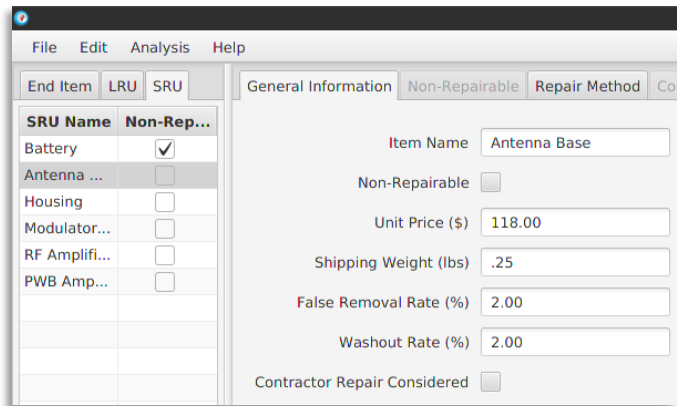 File Edit Analysis Help
End Item LRU SRU
General Information Non-Repairable Repair Method Co
SRU Name Non-Rep...
Battery
Antenna ...
Housing
Modulator...
RF Amplifi...
PWB Amp...
Item Name Antenna Base
Non-Repairable
Unit Price ($) 118.00
Shipping Weight (lbs) .25
False Removal Rate (%) 2.00
Washout Rate (%) 2.00
Contractor Repair Considered